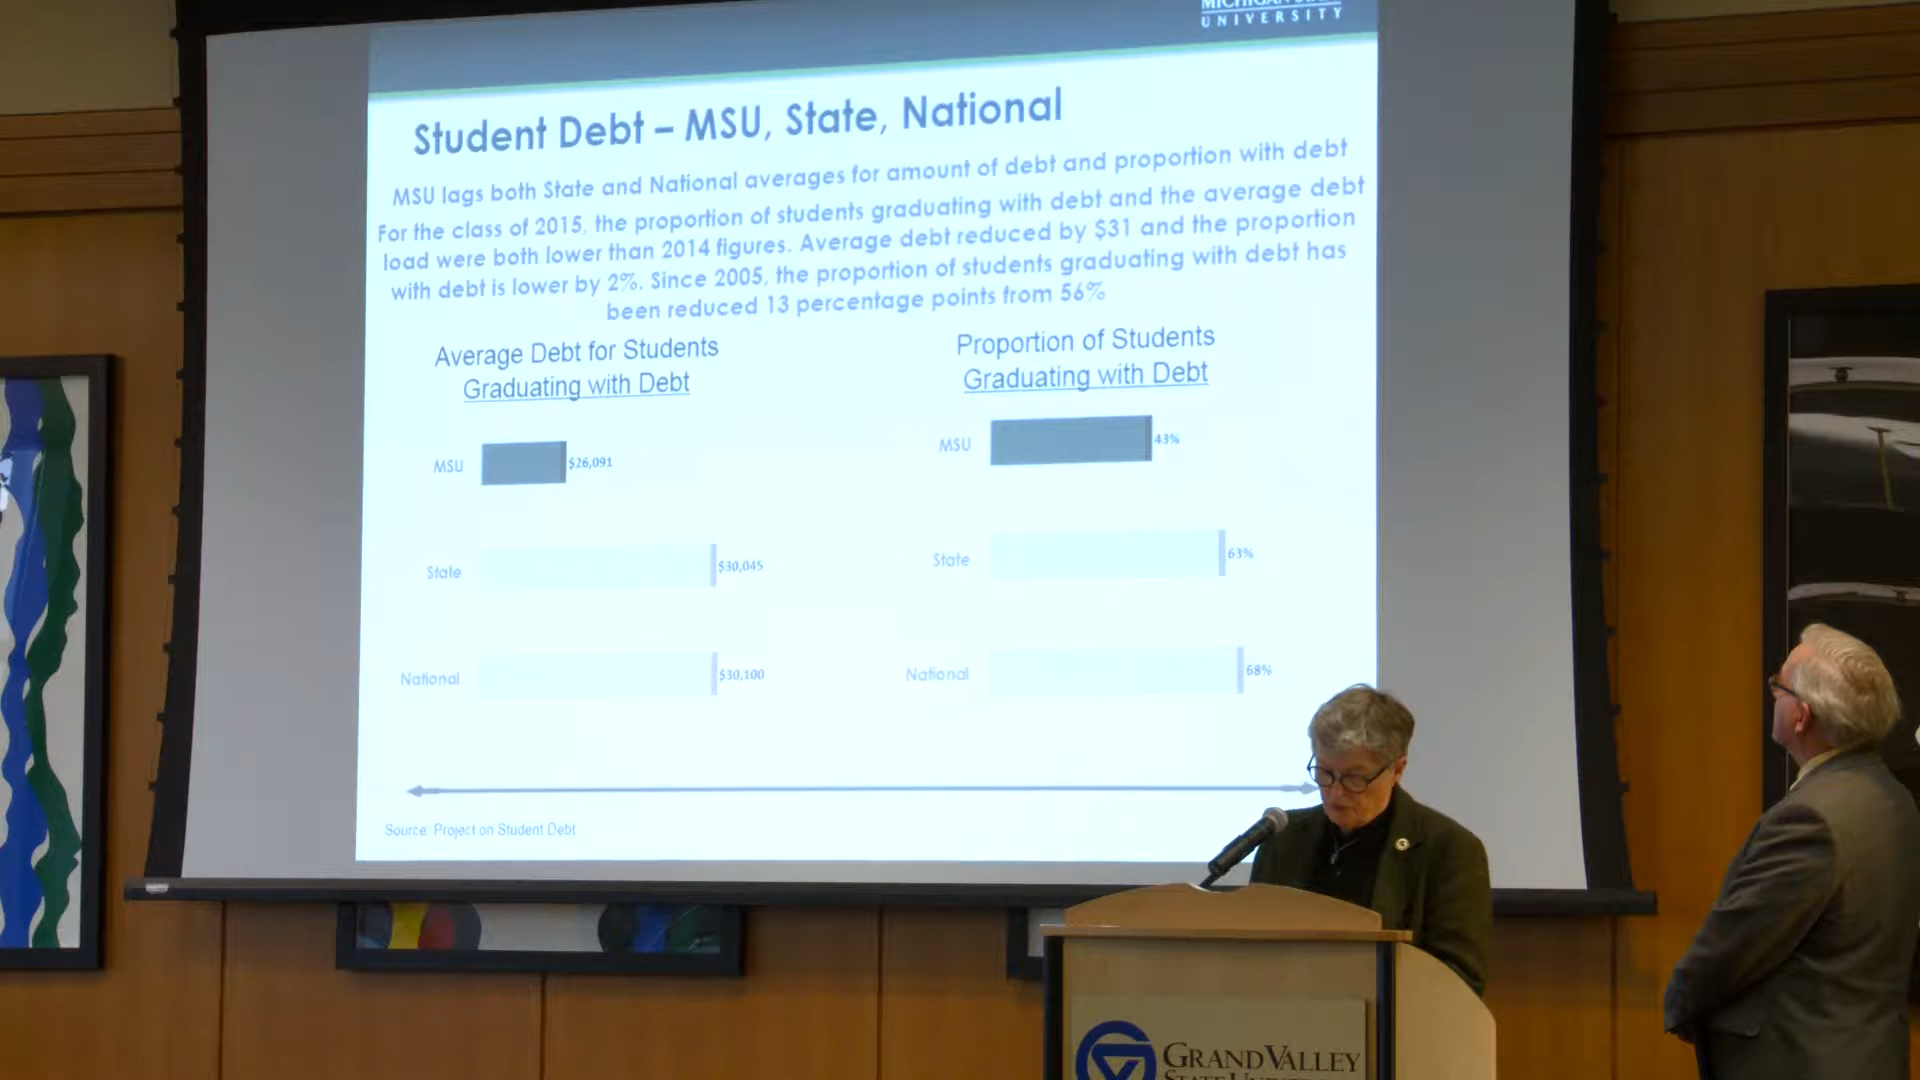 UNIVERSITY
Student Debt – MSU, State, National
MSU lags both State and National averages for amount of debt and proportion with debt
For the class of 2015, the proportion of students graduating with debt and the average debt
load were both lower than 2014 figures. Average debt reduced by $31 and the proportion
with debt is lower by 2%. Since 2005, the proportion of students graduating with debt has
been reduced 13 percentage points from 56%
Average Debt for Students
Graduating with Debt
MSU $26,091
State $30,045
National $30,100
Proportion of Students
Graduating with Debt
MSU 43%
State 63%
National 68%
Source: Project on Student Debt
GRANDVALLEY